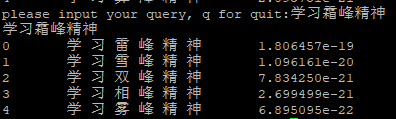 please input your query, q for quit:学习霜峰精神
学习霜峰精神
0 学 习 雷 峰 精 神 1.806457e-19
1 学 习 雪 峰 精 神 1.096161e-20
2 学 习 双 峰 精 神 7.834250e-21
3 学 习 相 峰 精 神 2.699499e-21
4 学 习 雾 峰 精 神 6.895095e-22